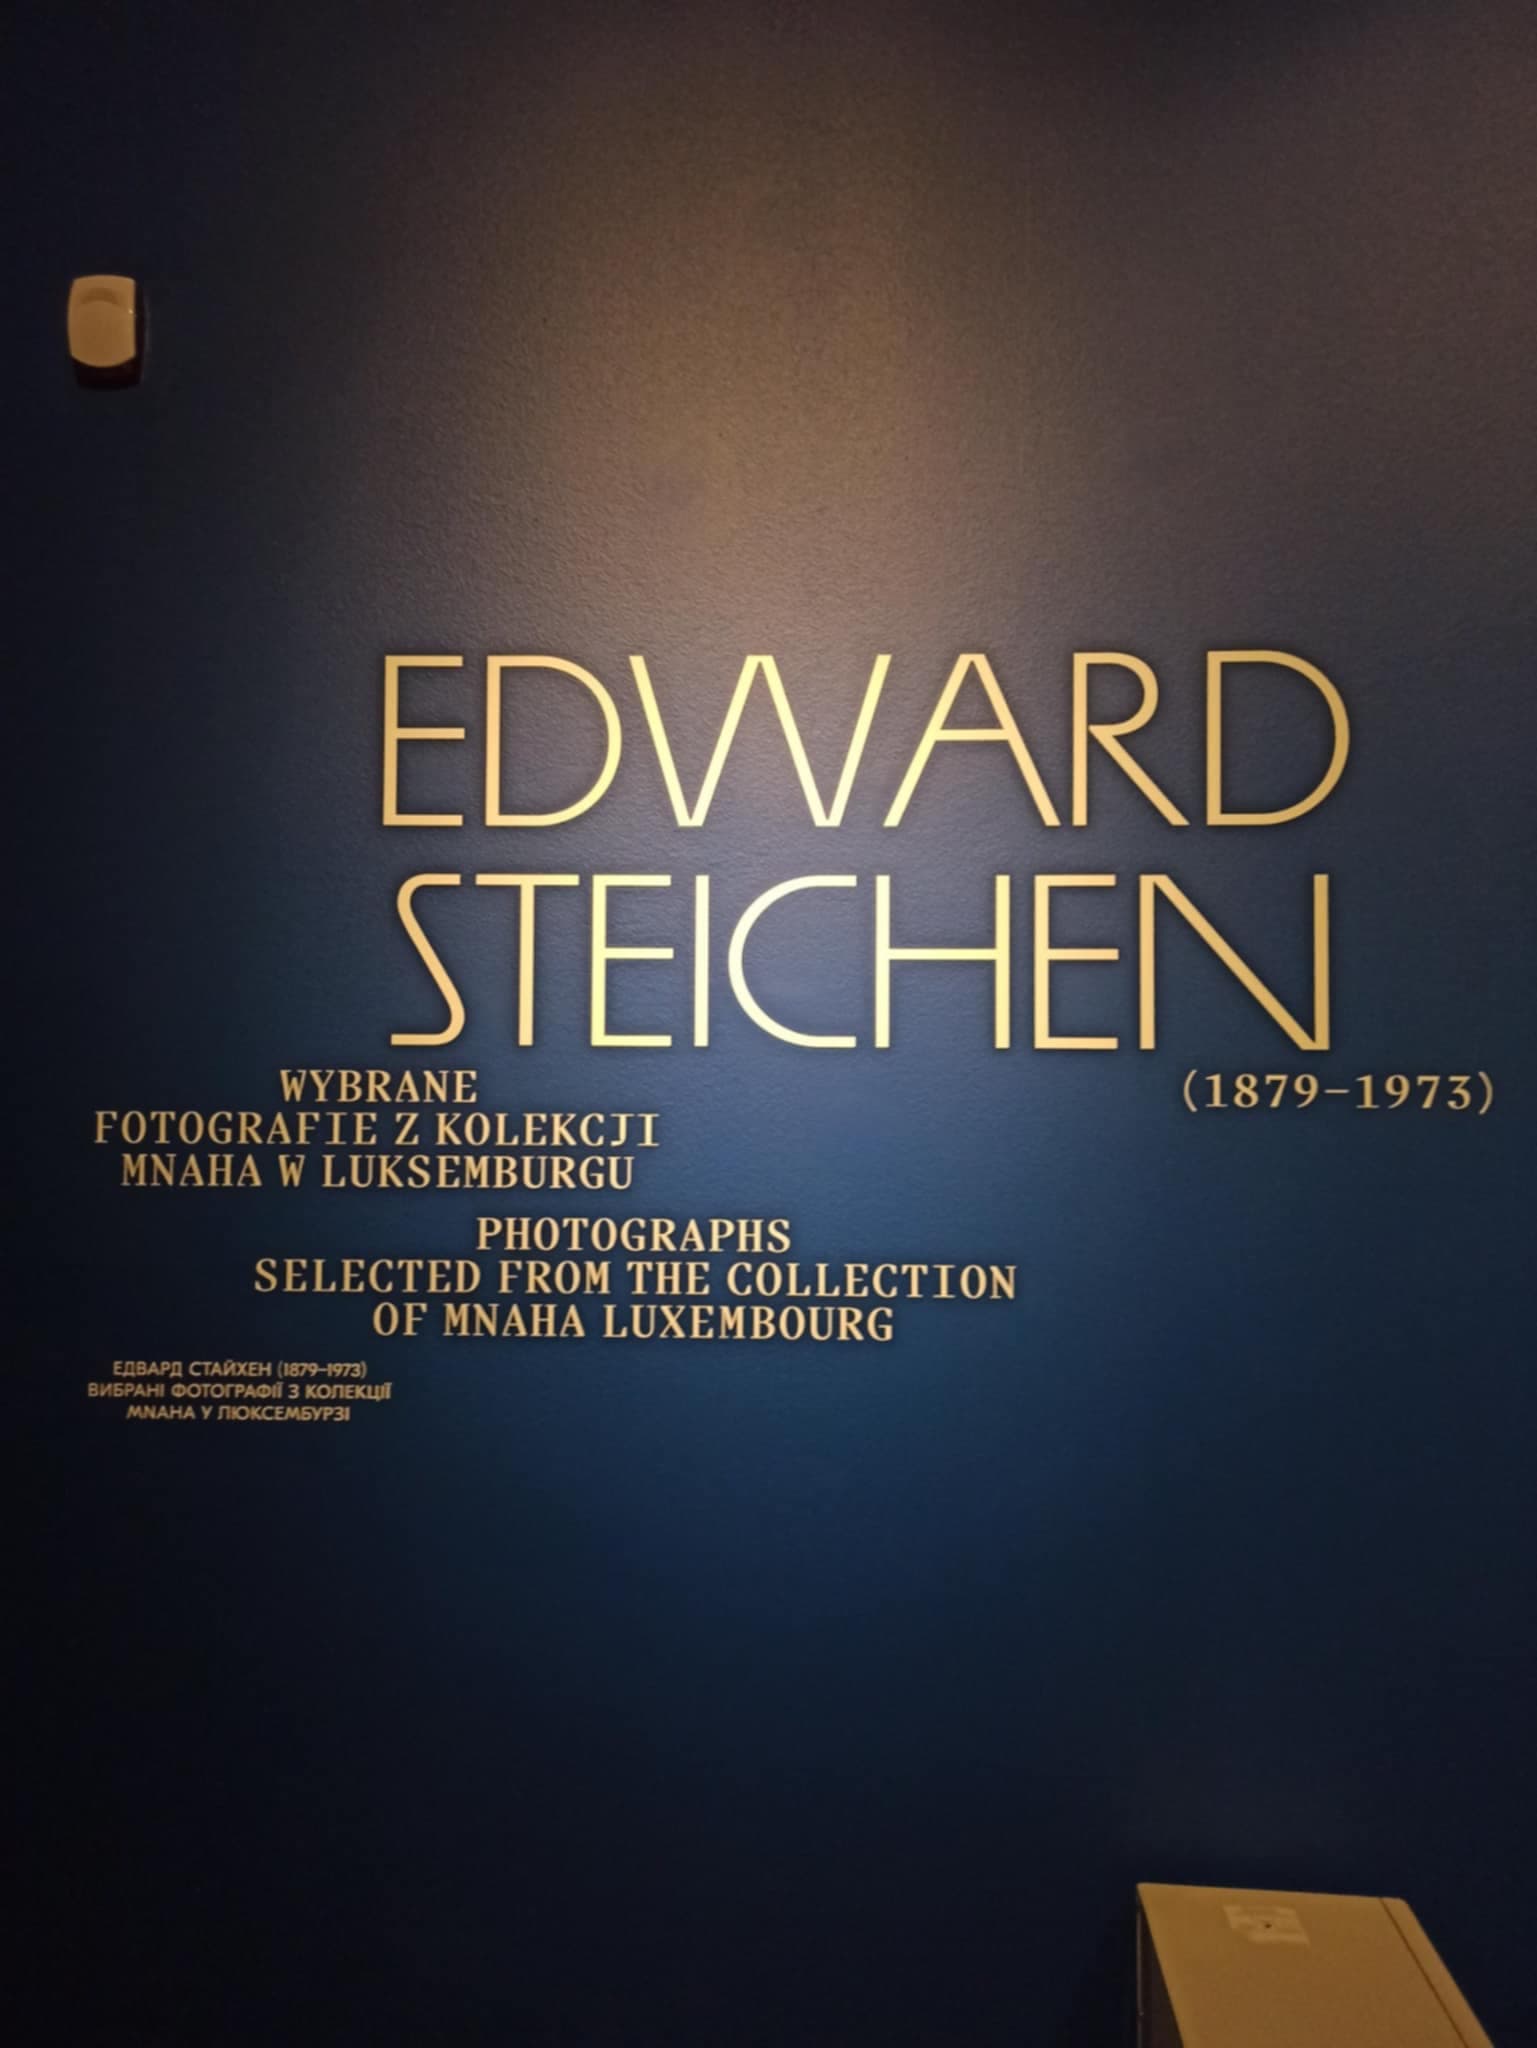 EDWARD
STEICHEN
(1879–1973)
WYBRANE
FOTOGRAFIE Z KOLEKCJI
MNAHA W LUKSEMBURGU
PHOTOGRAPHS
SELECTED FROM THE COLLECTION
OF MNAHA LUXEMBOURG
ЕДВАРД СТАЙХЕН (1879–1973)
ВИБРАНІ ФОТОГРАФІЇ З КОЛЕКЦІЇ
MNAHA У ЛЮКСЕМБУРЗІ